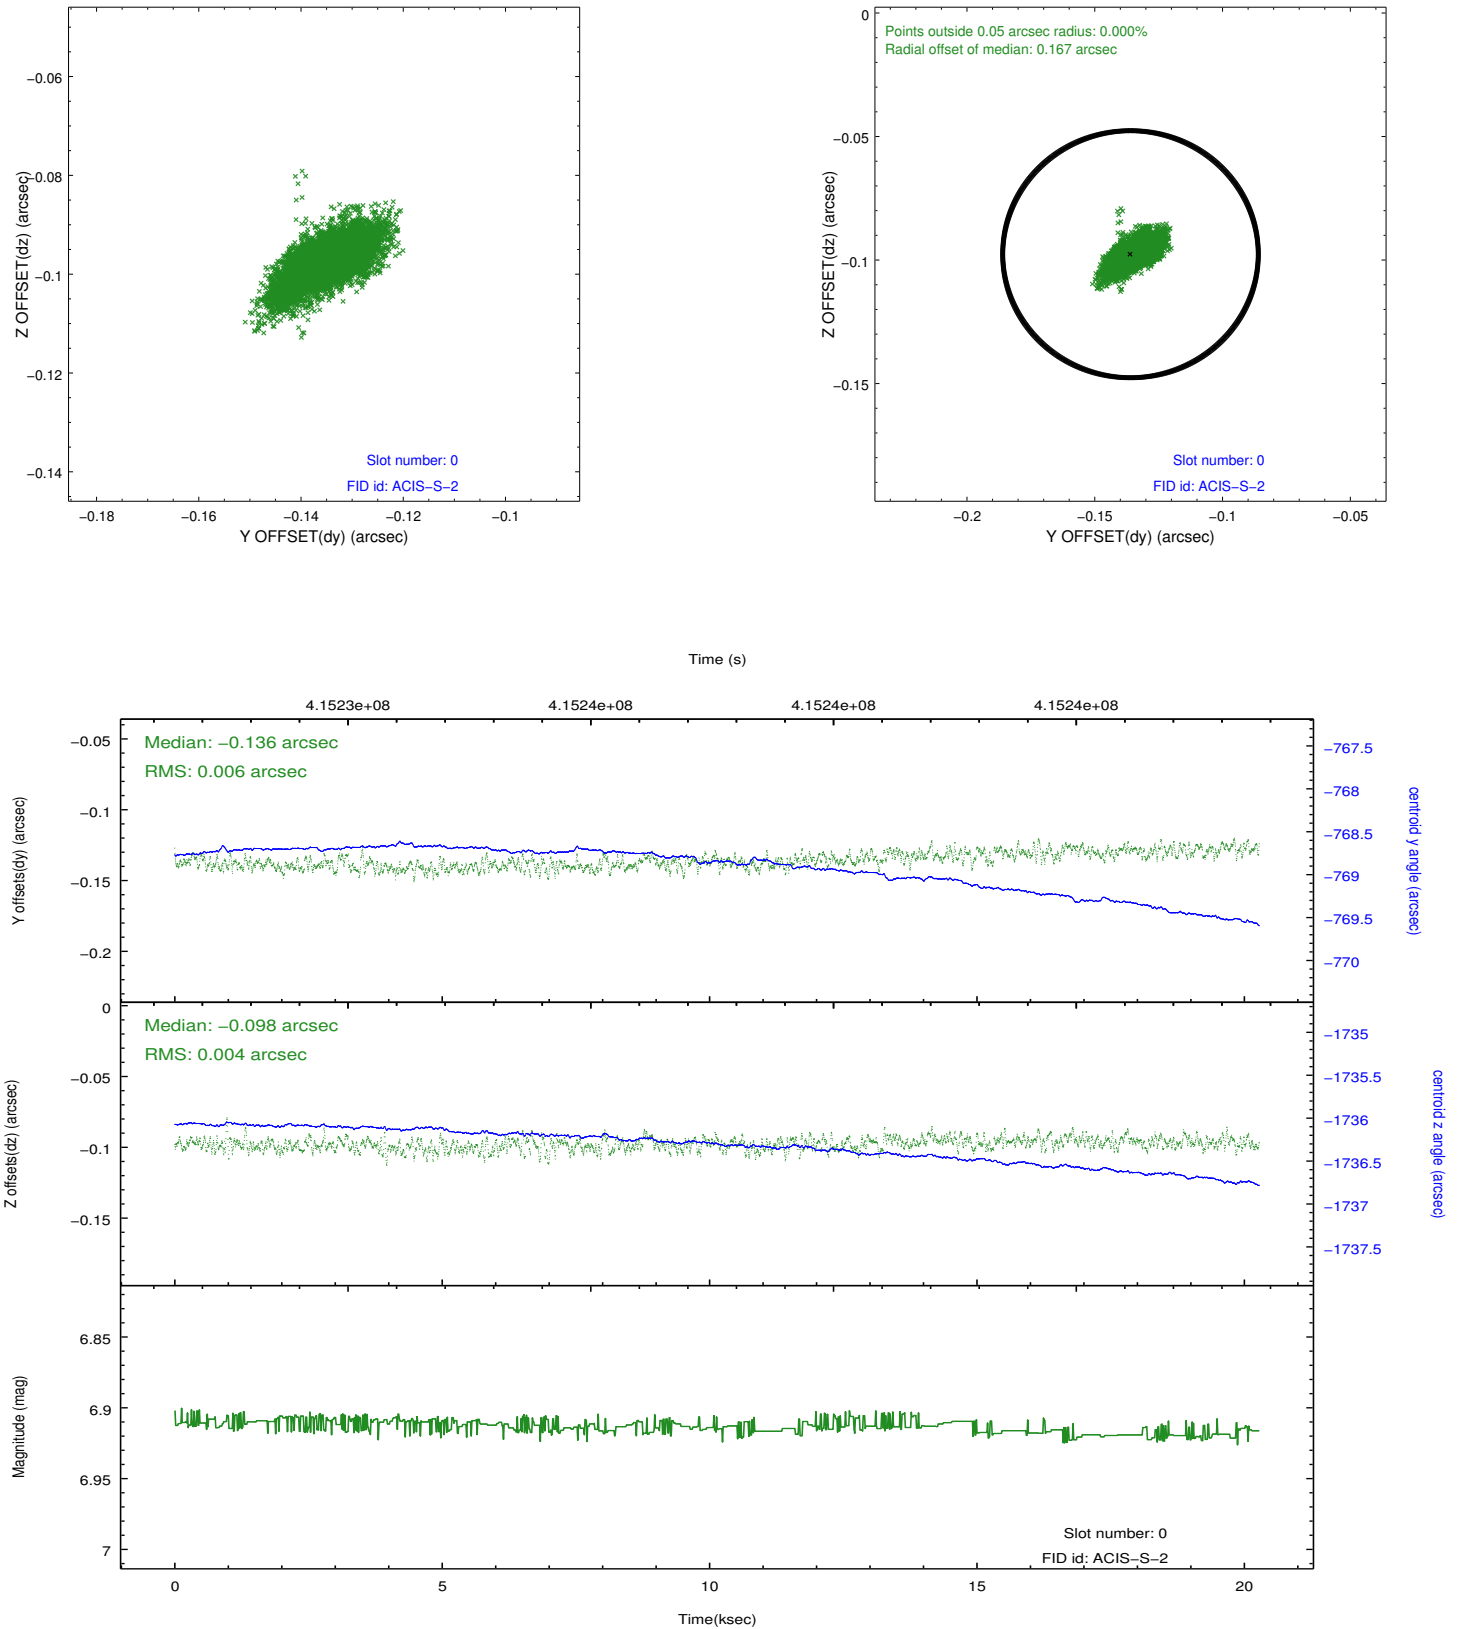 −0.06
−0.08
−0.1
−0.12
−0.14
Z OFFSET(dz) (arcsec)
Slot number: 0
FID id: ACIS−S−2
−0.18 −0.16 −0.14 −0.12 −0.1
Y OFFSET(dy) (arcsec)
Points outside 0.05 arcsec radius: 0.000%
Radial offset of median: 0.167 arcsec
0
−0.05
−0.1
−0.15
Z OFFSET(dz) (arcsec)
Slot number: 0
FID id: ACIS−S−2
−0.2 −0.15 −0.1 −0.05
Y OFFSET(dy) (arcsec)
Time (s)
4.1523e+08 4.1524e+08 4.1524e+08 4.1524e+08
Median: −0.136 arcsec
RMS: 0.006 arcsec
−0.05
−0.1
−0.15
−0.2
Y offsets(dy) (arcsec)
−767.5
−768
−768.5
−769
−769.5
−770
centroid y angle (arcsec)
Median: −0.098 arcsec
RMS: 0.004 arcsec
0
−0.05
−0.1
−0.15
Z offsets(dz) (arcsec)
−1735
−1735.5
−1736
−1736.5
−1737
−1737.5
centroid z angle (arcsec)
6.85
6.9
6.95
7
Magnitude (mag)
Slot number: 0
FID id: ACIS−S−2
0 5 10 15 20
Time(ksec)